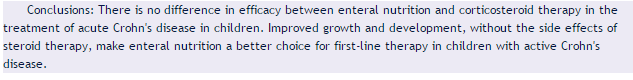 Conclusions: There is no difference in efficacy between enteral nutrition and corticosteroid therapy in the
treatment of acute Crohn's disease in children. Improved growth and development, without the side effects of
steroid therapy, make enteral nutrition a better choice for first-line therapy in children with active Crohn's
disease.